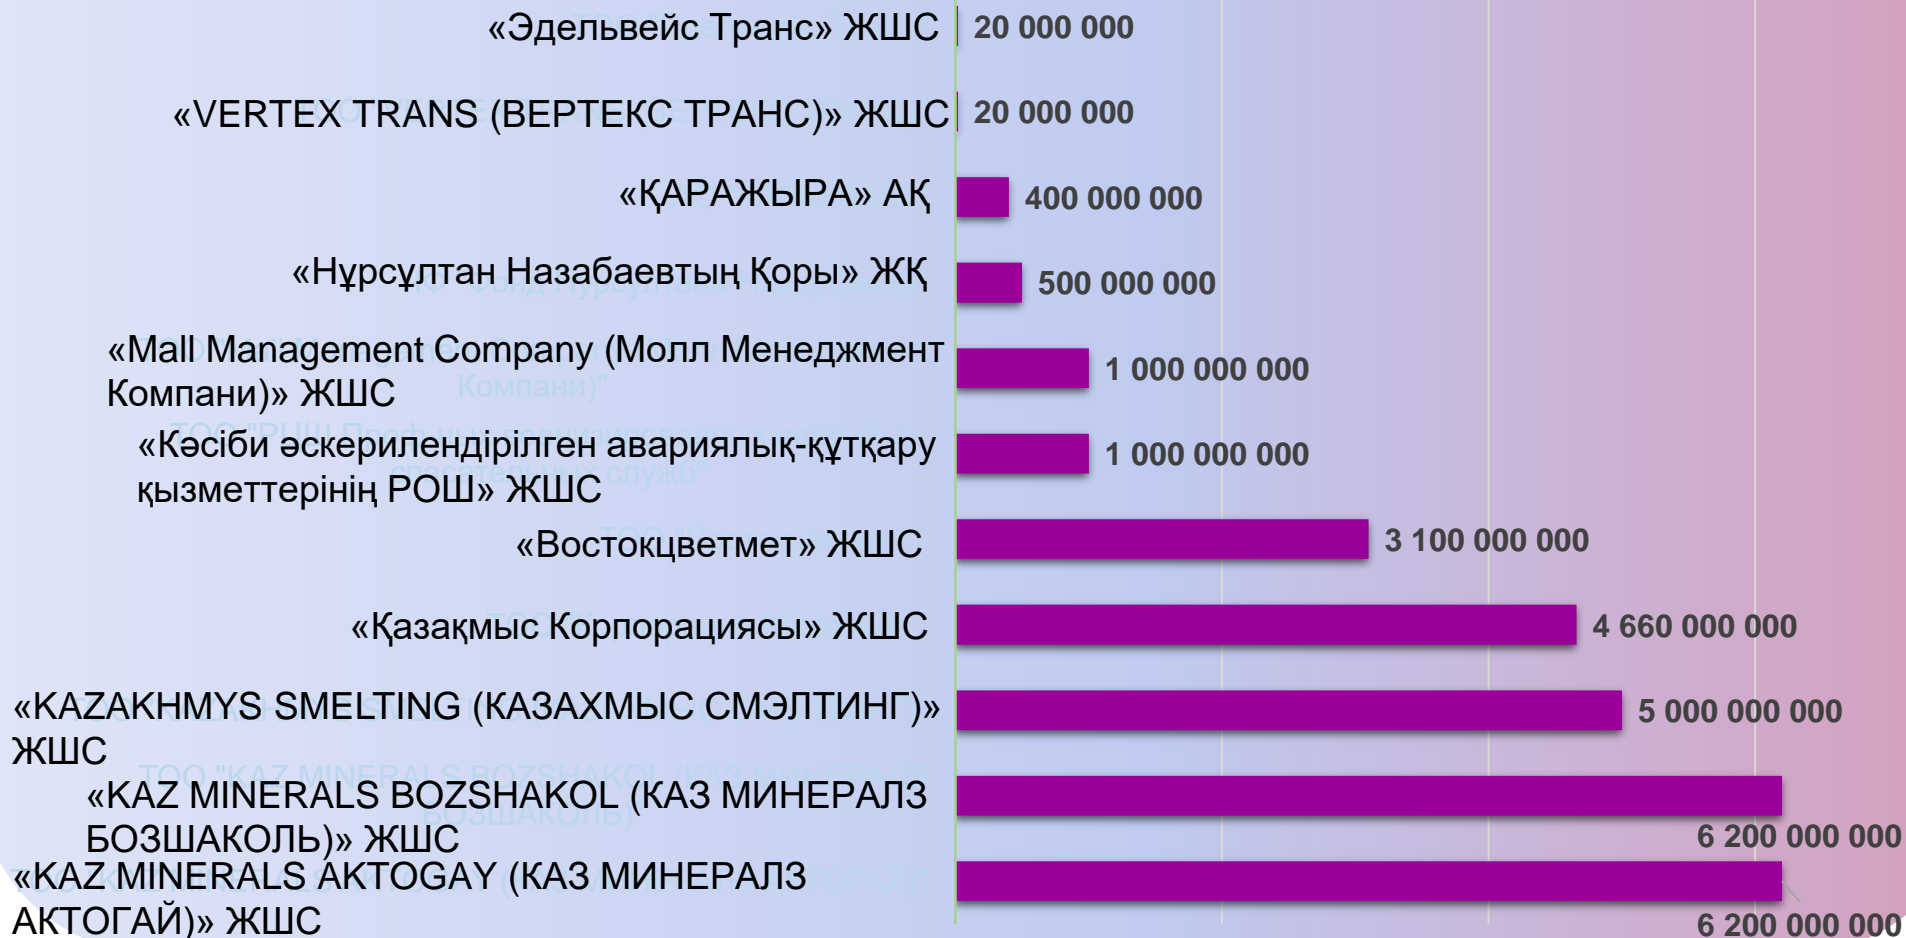 «Эдельвейс Транс» ЖШС 20 000 000
«VERTEX TRANS (ВЕРТЕКС ТРАНС)» ЖШС 20 000 000
«ҚАРАЖЫРА» АҚ 400 000 000
«Нұрсұлтан Назабаевтың Қоры» ЖҚ 500 000 000
«Mall Management Company (Молл Менеджмент
Компани)» ЖШС
1 000 000 000
«Кәсіби әскерилендірілген авариялық-құтқару
қызметтерінің РОШ» ЖШС
1 000 000 000
«Востокцветмет» ЖШС 3 100 000 000
«Қазақмыс Корпорациясы» ЖШС 4 660 000 000
«KAZAKHMYS SMELTING (КАЗАХМЫС СМЭЛТИНГ)»
ЖШС
5 000 000 000
«KAZ MINERALS BOZSHAKOL (КАЗ МИНЕРАЛЗ
БОЗШАКОЛЬ)» ЖШС
6 200 000 000
«KAZ MINERALS AKTOGAY (КАЗ МИНЕРАЛЗ
АКТОГАЙ)» ЖШС
6 200 000 000